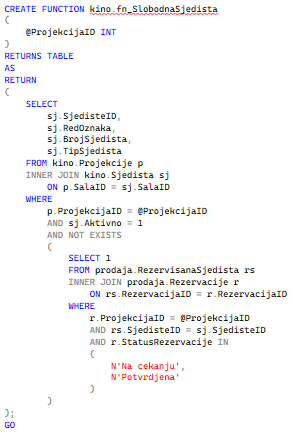 CREATE FUNCTION kino.fn_SlobodnaSjedista
(
    @ProjekcijaID INT
)
RETURNS TABLE
AS
RETURN
(
    SELECT
        sj.SjedisteID,
        sj.RedOznaka,
        sj.BrojSjedista,
        sj.TipSjedista
    FROM kino.Projekcije p
    INNER JOIN kino.Sjedista sj
        ON p.SalaID = sj.SalaID
    WHERE
        p.ProjekcijaID = @ProjekcijaID
        AND sj.Aktivno = 1
        AND NOT EXISTS
        (
            SELECT 1
            FROM prodaja.RezervisanaSjedista rs
            INNER JOIN prodaja.Rezervacije r
                ON rs.RezervacijaID = r.RezervacijaID
            WHERE
                r.ProjekcijaID = @ProjekcijaID
                AND rs.SjedisteID = sj.SjedisteID
                AND r.StatusRezervacije IN
                (
                    N'Na cekanju',
                    N'Potvrdjena'
                )
        )
);
GO